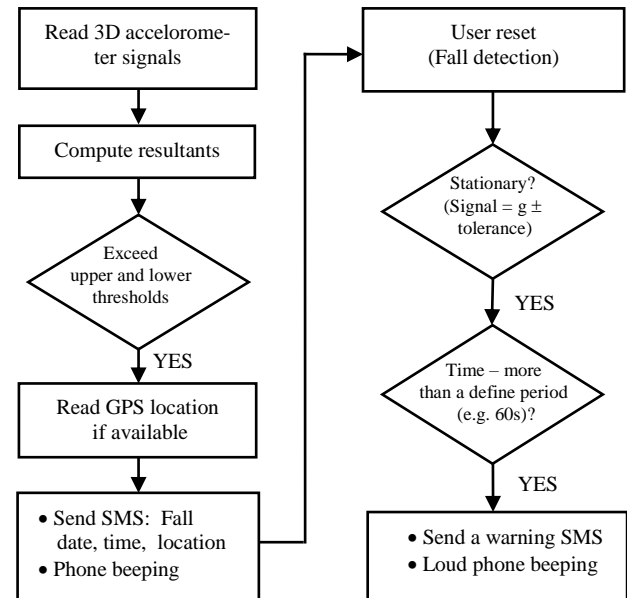 Read 3D accelorome-
ter signals
Compute resultants
Exceed
upper and lower
thresholds
YES
Read GPS location
if available
• Send SMS: Fall
date, time, location
• Phone beeping
User reset
(Fall detection)
Stationary?
(Signal = g ±
tolerance)
YES
Time – more
than a define period
(e.g. 60s)?
YES
• Send a warning SMS
• Loud phone beeping